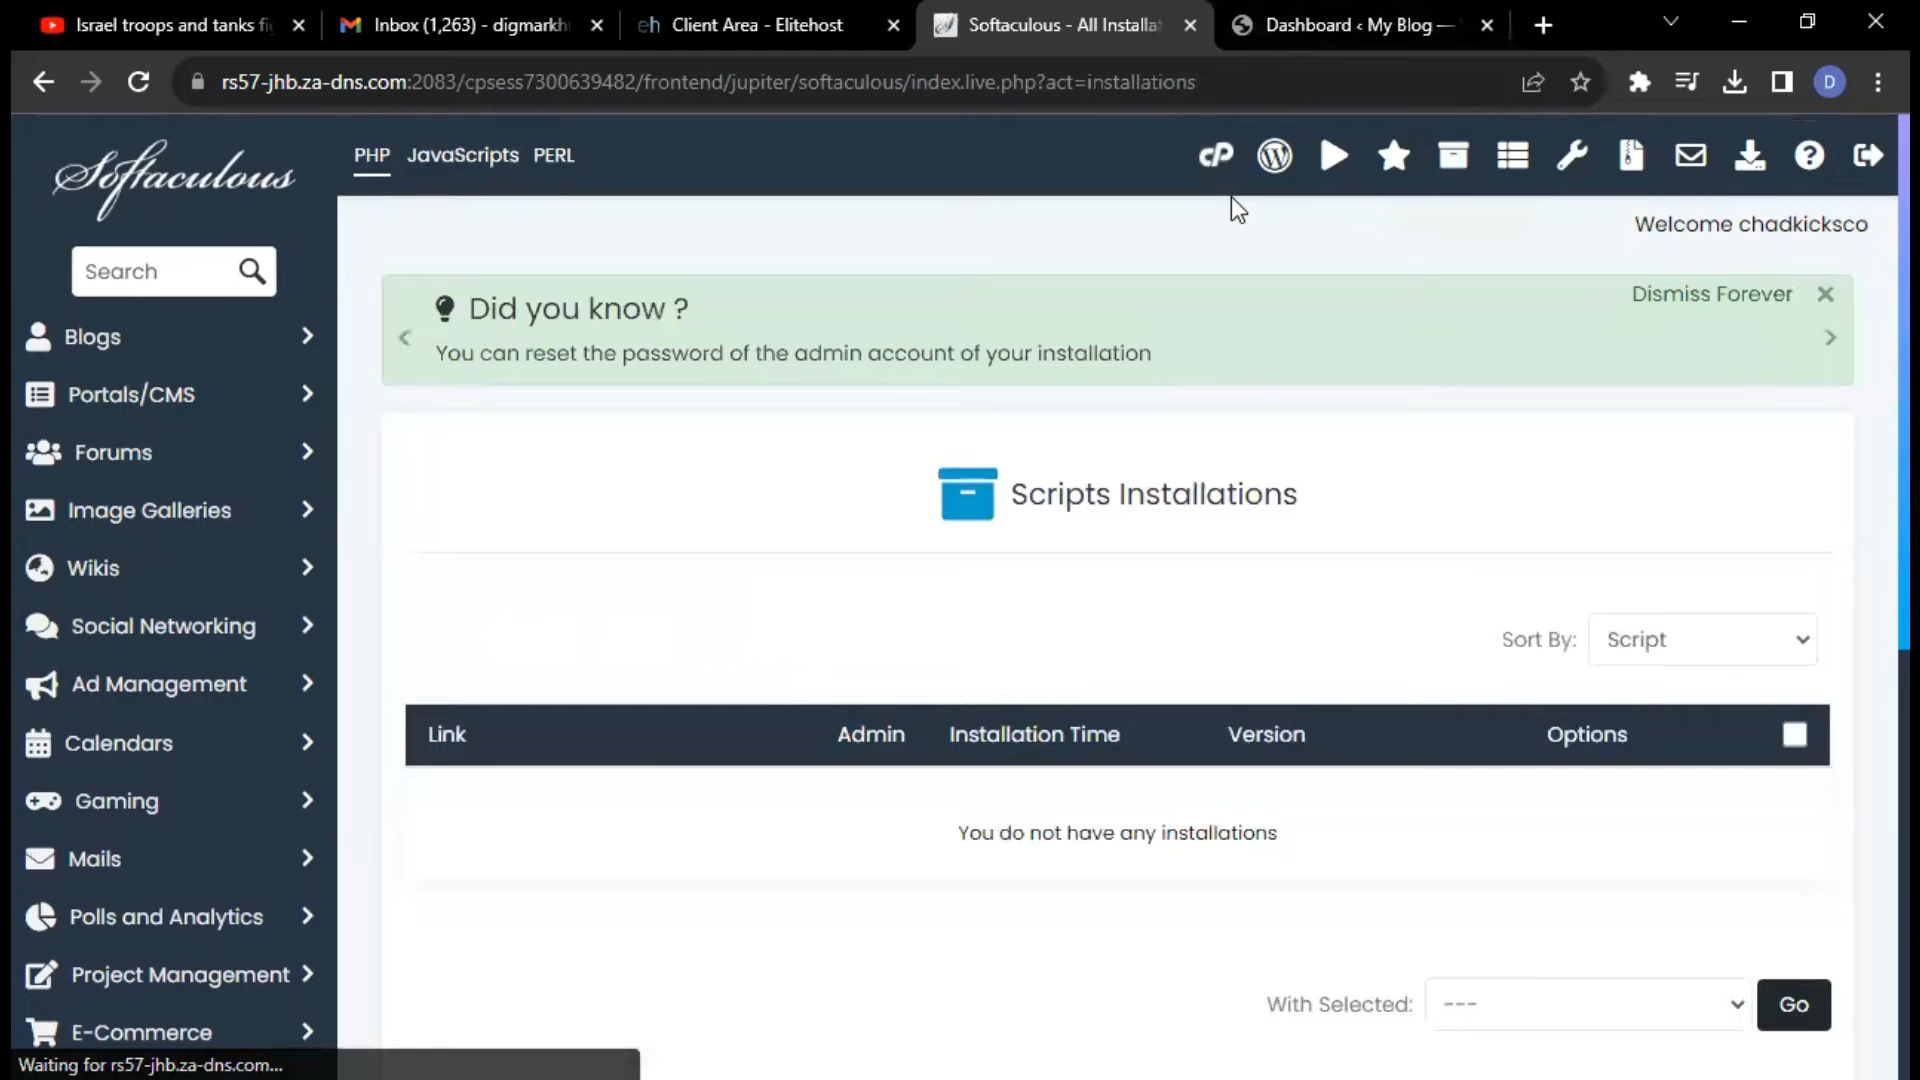 Israel troops and tanks fi
Inbox (1,263) - digmarkh
eh Client Area - Elitehost
Softaculous - All Installat
Dashboard ‹ My Blog —
rs57-jhb.za-dns.com:2083/cpsess7300639482/frontend/jupiter/softaculous/index.live.php?act=installations
D
Softaculous
PHP JavaScripts PERL
cP
Welcome chadkicksco
Search
Did you know ?
Dismiss Forever
You can reset the password of the admin account of your installation
Blogs
Portals/CMS
Forums
Image Galleries
Wikis
Social Networking
Ad Management
Calendars
Gaming
Mails
Polls and Analytics
Project Management
E-Commerce
Scripts Installations
Sort By: Script
Link Admin Installation Time Version Options
You do not have any installations
With Selected: --- Go
Waiting for rs57-jhb.za-dns.com...